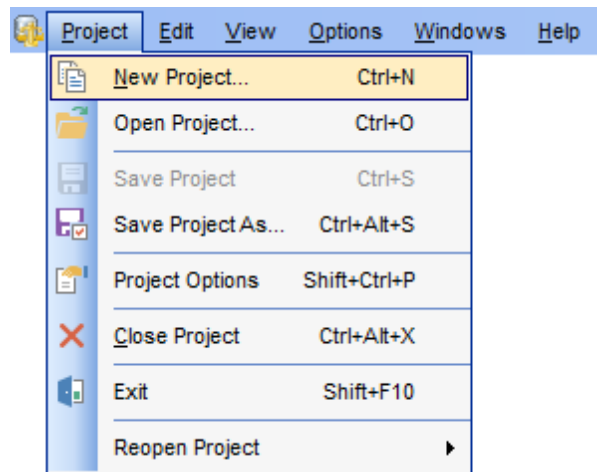 Project Edit View Options Windows Help
New Project... Ctrl+N
Open Project... Ctrl+O
Save Project Ctrl+S
Save Project As... Ctrl+Alt+S
Project Options Shift+Ctrl+P
Close Project Ctrl+Alt+X
Exit Shift+F10
Reopen Project